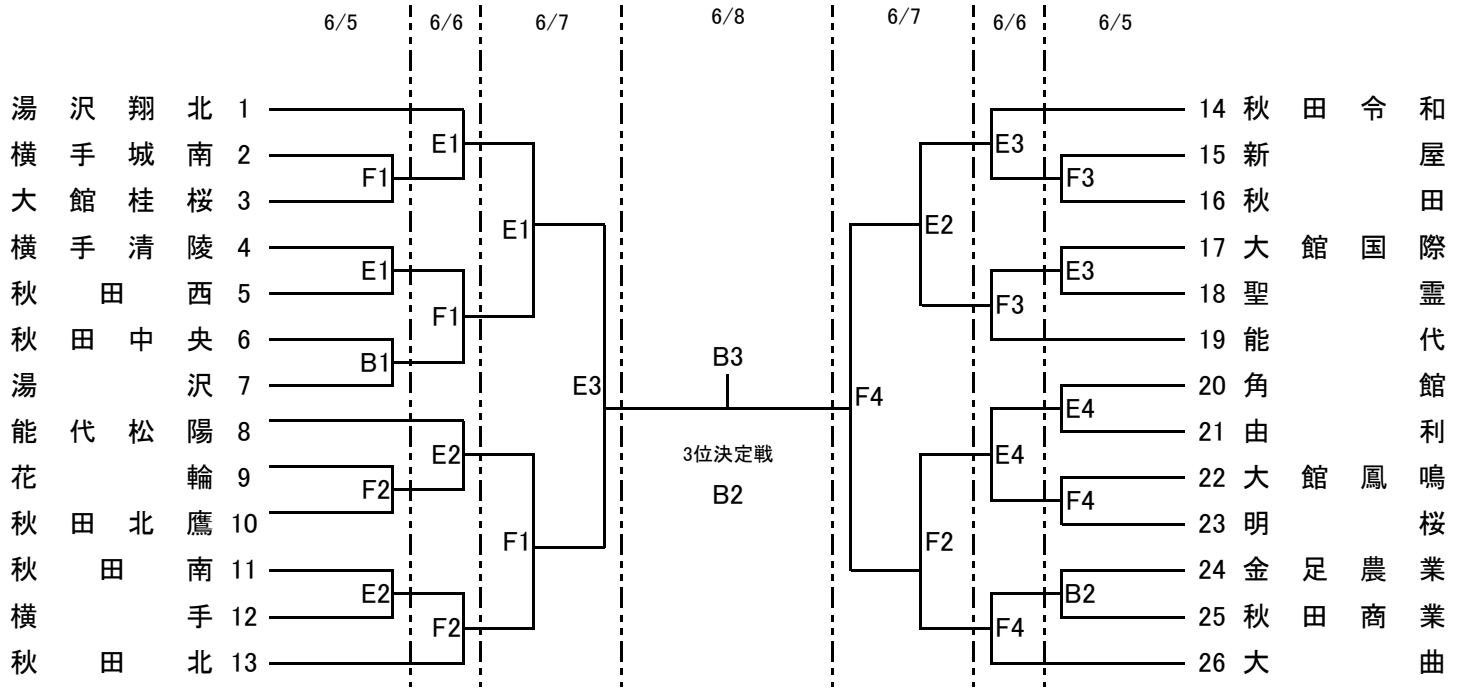 6/5 6/6 6/7 6/8 6/7 6/6 6/5
湯沢翔北 1 14 秋田令和
E1 E3
横手城南 2 15 新屋
F1 F3
大館桂桜 3 16 秋田
E1 E2
横手清陵 4 17 大館国際
E1 E3
秋田西 5 18 聖霊
F1 F3
秋田中央 6 19 能代
B1 B3
湯沢 7 20 角館
E3 F4 E4
能代松陽 8 21 由利
E2 3位決定戦 E4
花輪 9 22 大館鳳鳴
F2 B2 F4
秋田北鷹 10 23 明桜
F1 F2
秋田南 11 24 金足農業
E2 B2
横手 12 25 秋田商業
F2 F4
秋田北 13 26 大曲